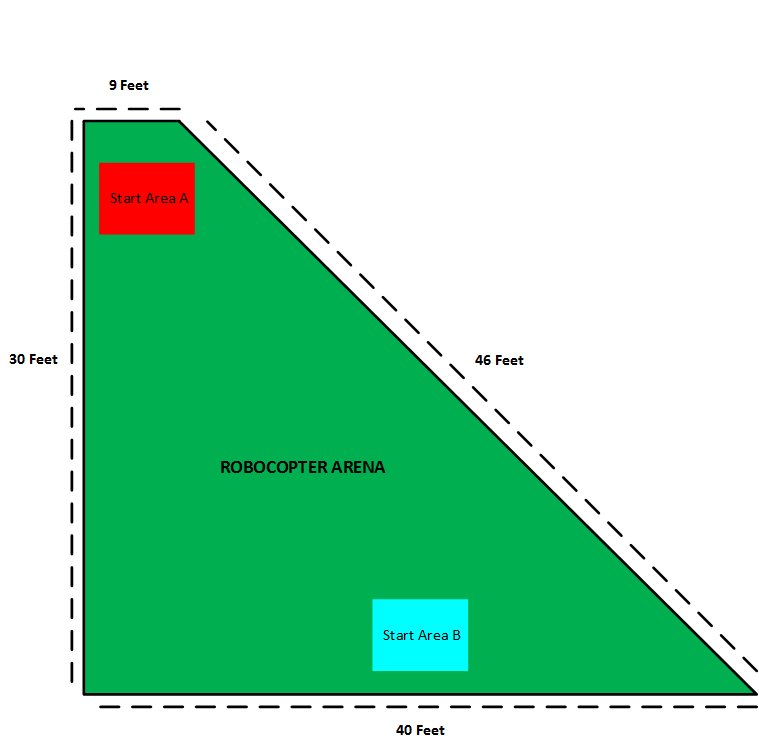 9 Feet
Start Area A
30 Feet
46 Feet
ROBOCOPTER ARENA
Start Area B
40 Feet